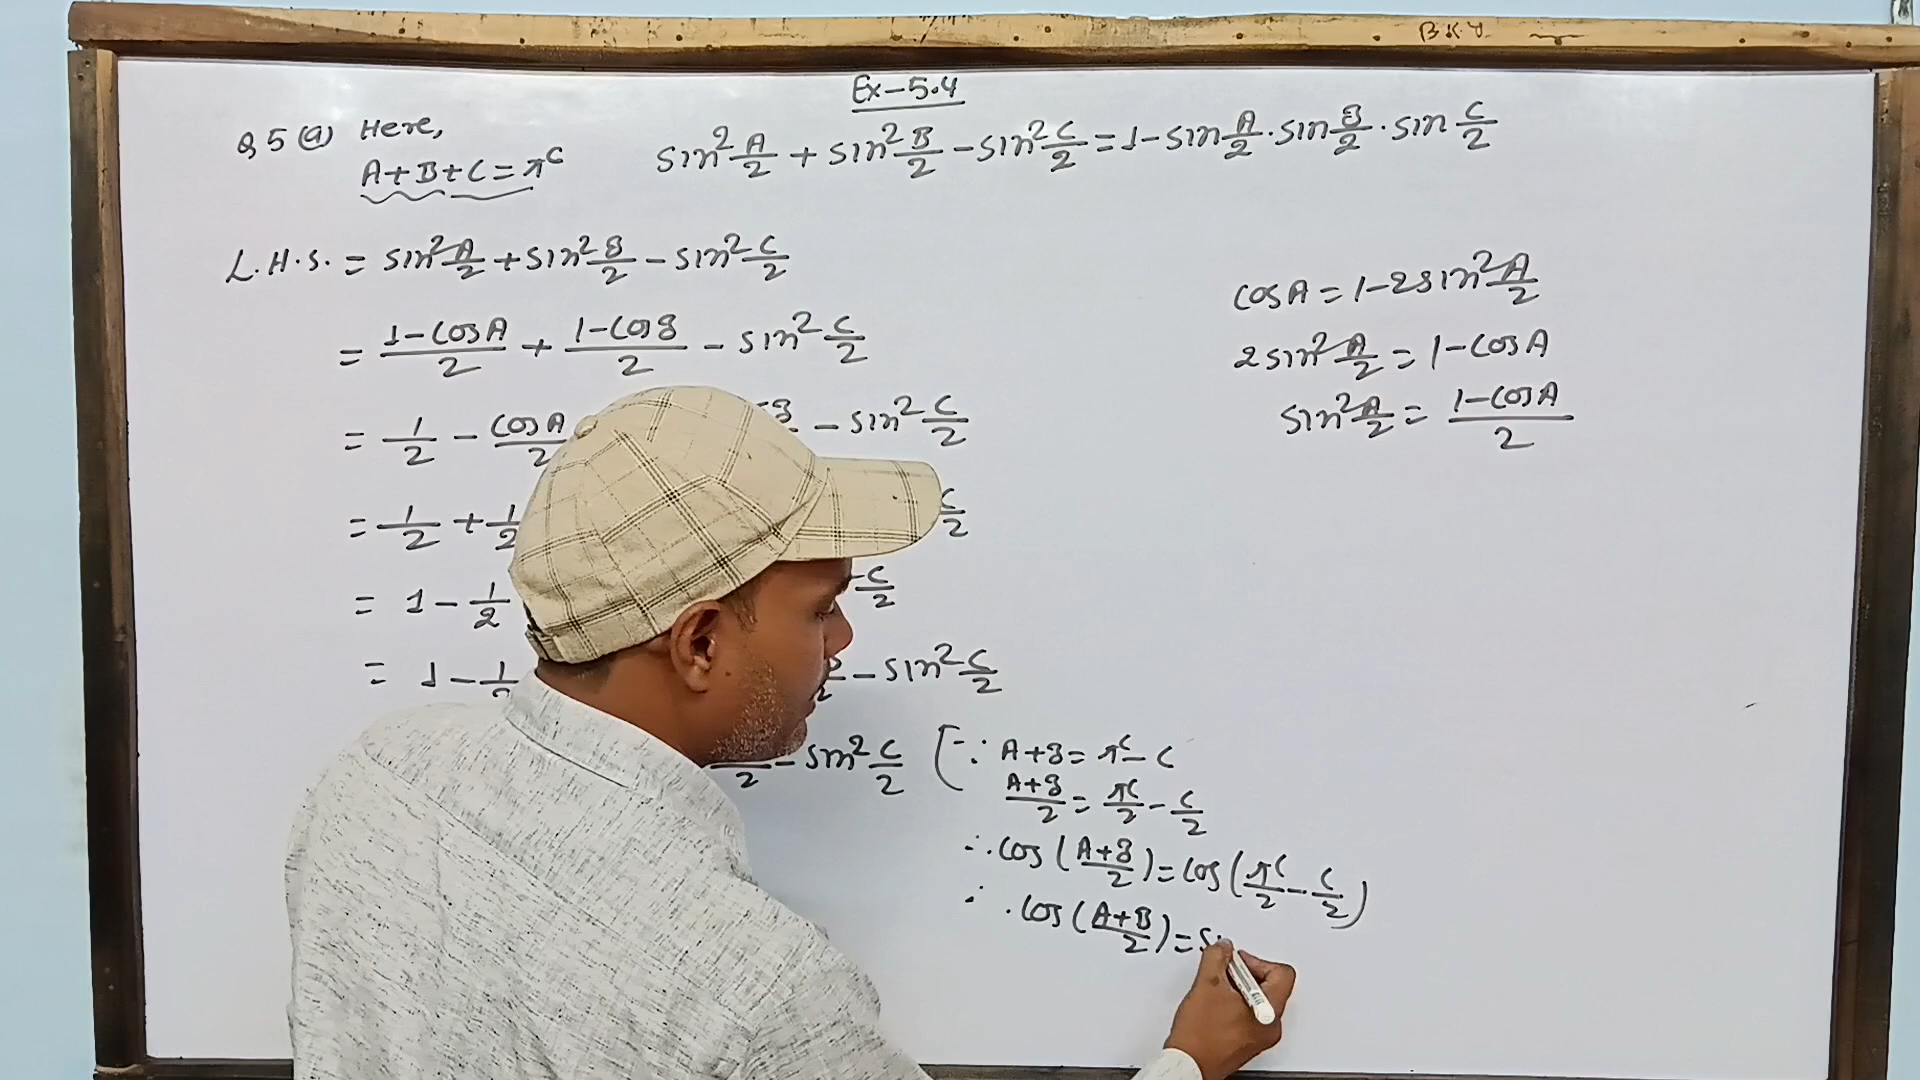 B.K.Y.
Ex-5.4
Q5(a) Here,
A+B+C=π^c
sin²A/2 + sin²B/2 - sin²C/2 = 1 - sin A/2 . sin B/2 . sin C/2
L.H.S. = sin²A/2 + sin²B/2 - sin²C/2
= (1-cosA)/2 + (1-cosB)/2 - sin²C/2
= 1/2 - cosA/2 - sin²C/2
= 1/2 + 1/2 C/2
= 1 - 1/2 C/2
= 1 - 1/2 - sin²C/2
/2 - sin²C/2
[∵ A+B = π^c - C
(A+B)/2 = π^c/2 - C/2
∴ cos((A+B)/2) = cos(π^c/2 - C/2)
∴ cos((A+B)/2) = s
cosA = 1 - 2sin²A/2
2sin²A/2 = 1 - cosA
sin²A/2 = (1-cosA)/2